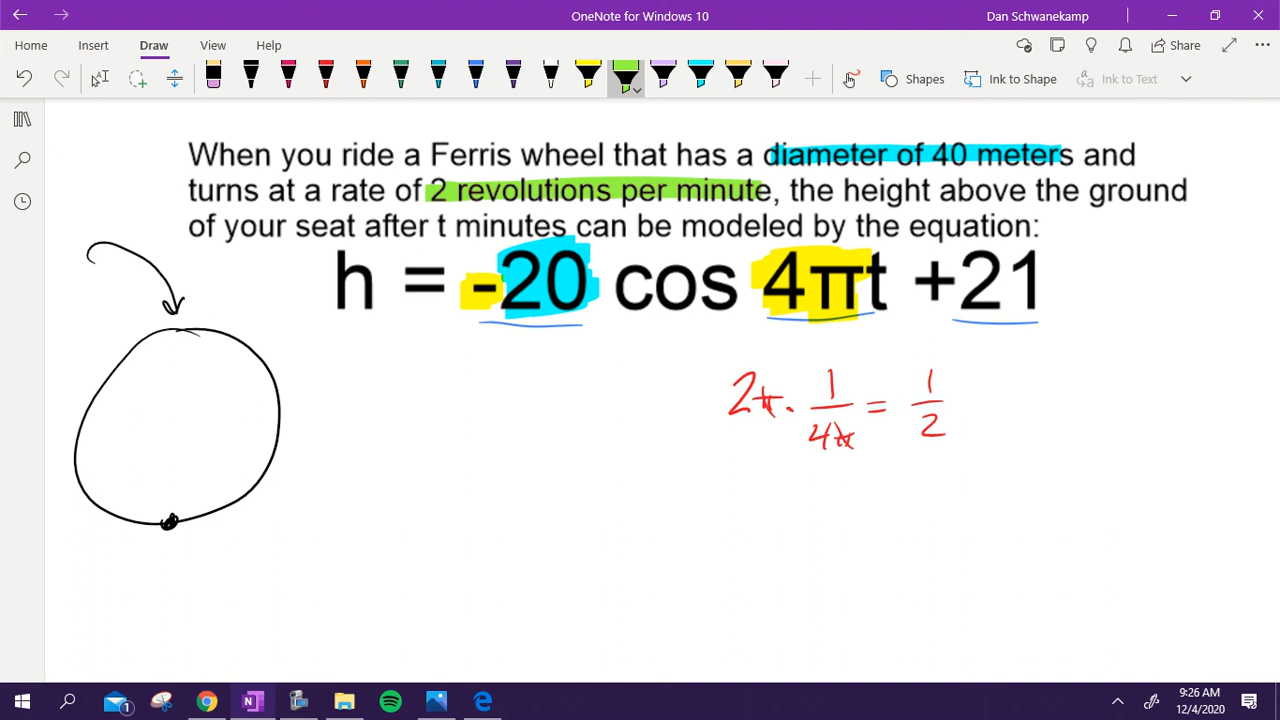 OneNote for Windows 10
Dan Schwanekamp
Home Insert Draw View Help
Share
Shapes Ink to Shape Ink to Text
When you ride a Ferris wheel that has a diameter of 40 meters and
turns at a rate of 2 revolutions per minute, the height above the ground
of your seat after t minutes can be modeled by the equation:
h = -20 cos 4πt +21
2π · 1/4π = 1/2
N
1
9:26 AM
12/4/2020